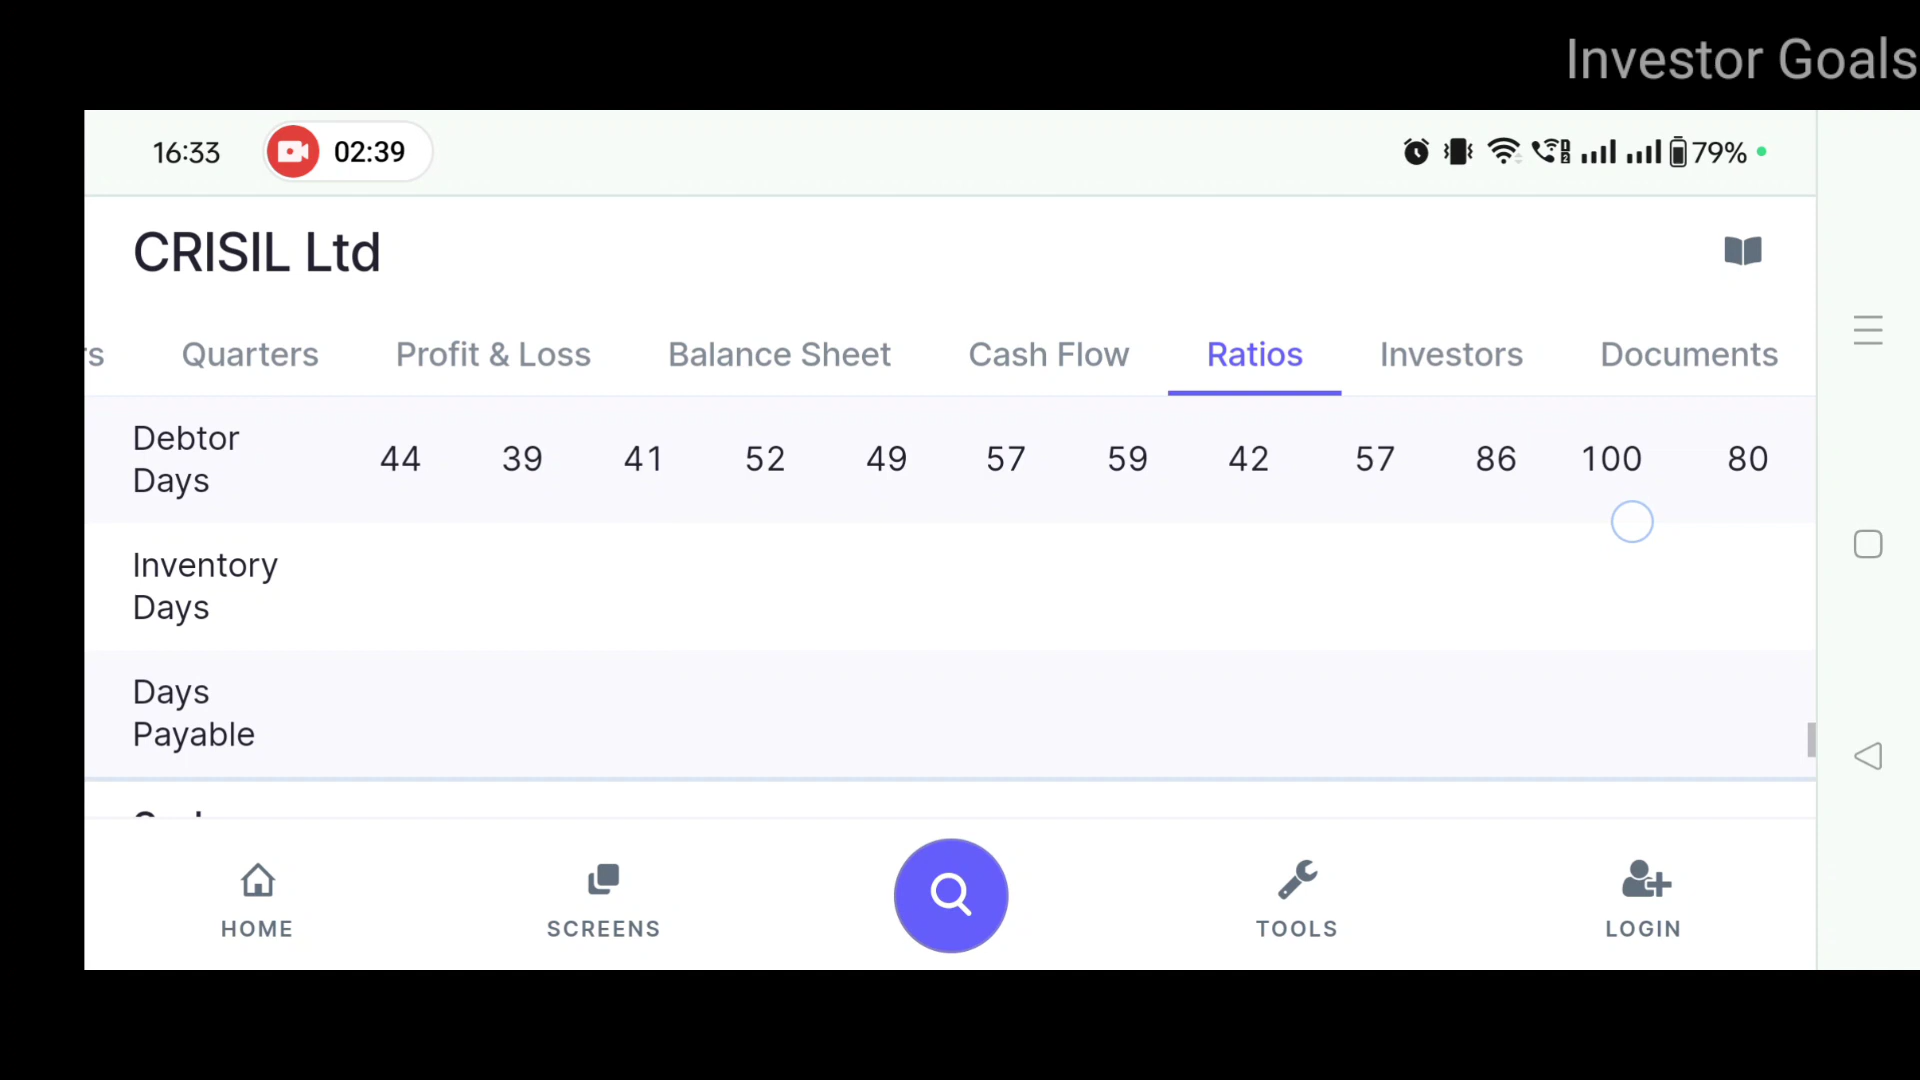 Investor Goals
16:33 02:39 79%
CRISIL Ltd
rs Quarters Profit & Loss Balance Sheet Cash Flow Ratios Investors Documents
Debtor
Days 44 39 41 52 49 57 59 42 57 86 100 80
Inventory
Days
Days
Payable
HOME SCREENS TOOLS LOGIN